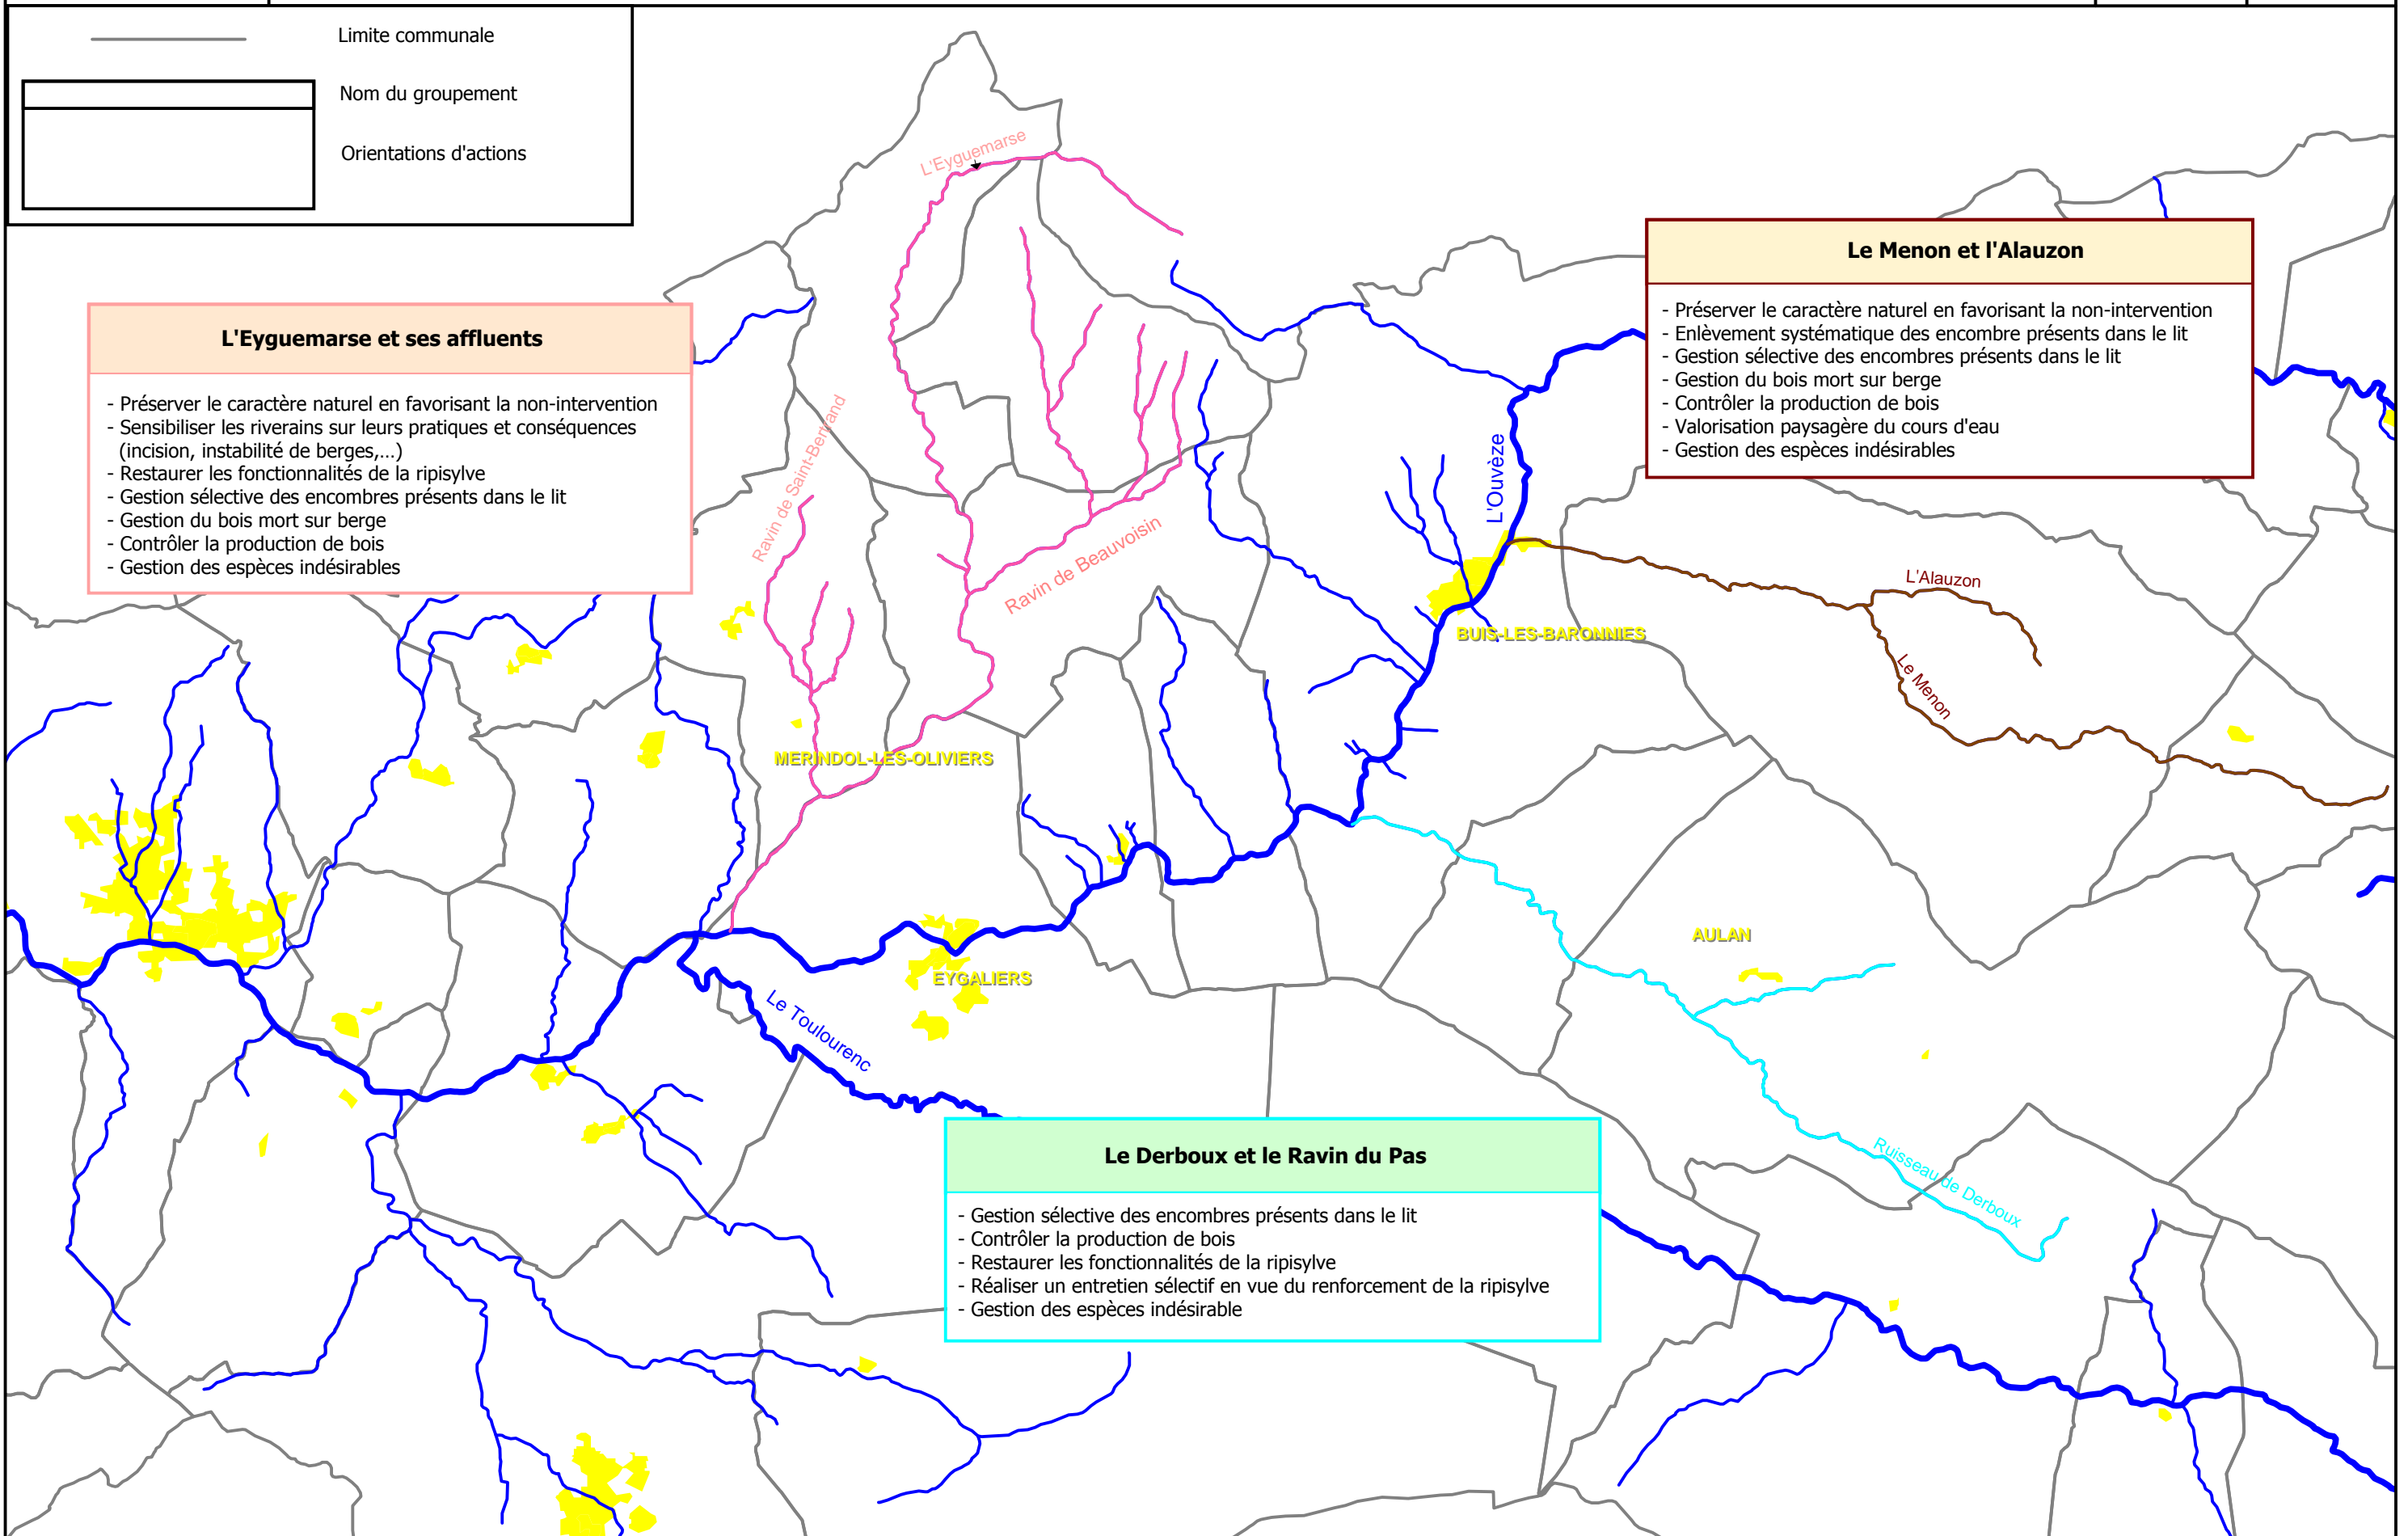 Limite communale
Nom du groupement
Orientations d'actions
L'Eyguemarse
Le Menon et l'Alauzon
- Préserver le caractère naturel en favorisant la non-intervention
- Enlèvement systématique des encombre présents dans le lit
- Gestion sélective des encombres présents dans le lit
- Gestion du bois mort sur berge
- Contrôler la production de bois
- Valorisation paysagère du cours d'eau
- Gestion des espèces indésirables
L'Eyguemarse et ses affluents
- Préserver le caractère naturel en favorisant la non-intervention
- Sensibiliser les riverains sur leurs pratiques et conséquences
(incision, instabilité de berges,...)
- Restaurer les fonctionnalités de la ripisylve
- Gestion sélective des encombres présents dans le lit
- Gestion du bois mort sur berge
- Contrôler la production de bois
- Gestion des espèces indésirables
Ravin de Saint-Bertrand
L'Ouvèze
Ravin de Beauvoisin
L'Alauzon
BUIS-LES-BARONNIES
Le Menon
MERINDOL-LES-OLIVIERS
AULAN
EYGALIERS
Le Toulourenc
Le Derboux et le Ravin du Pas
- Gestion sélective des encombres présents dans le lit
- Contrôler la production de bois
- Restaurer les fonctionnalités de la ripisylve
- Réaliser un entretien sélectif en vue du renforcement de la ripisylve
- Gestion des espèces indésirable
Ruisseau de Derboux